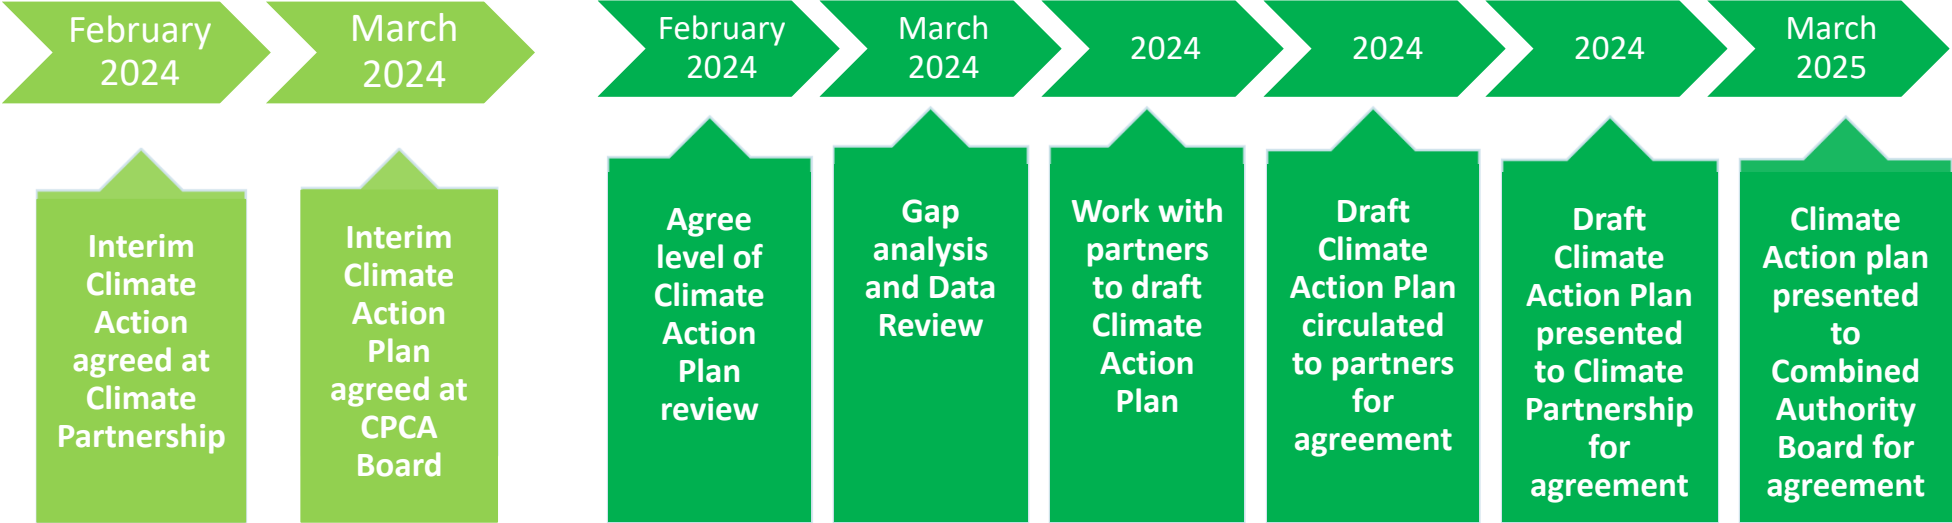 February
2024
March
2024
February
2024
March
2024
2024
2024
2024
March
2025
Interim
Climate
Action
agreed at
Climate
Partnership
Interim
Climate
Action
Plan
agreed at
CPCA
Board
Agree
level of
Climate
Action
Plan
review
Gap
analysis
and Data
Review
Work with
partners
to draft
Climate
Action
Plan
Draft
Climate
Action Plan
circulated
to partners
for
agreement
Draft
Climate
Action Plan
presented
to Climate
Partnership
for
agreement
Climate
Action plan
presented
to
Combined
Authority
Board for
agreement